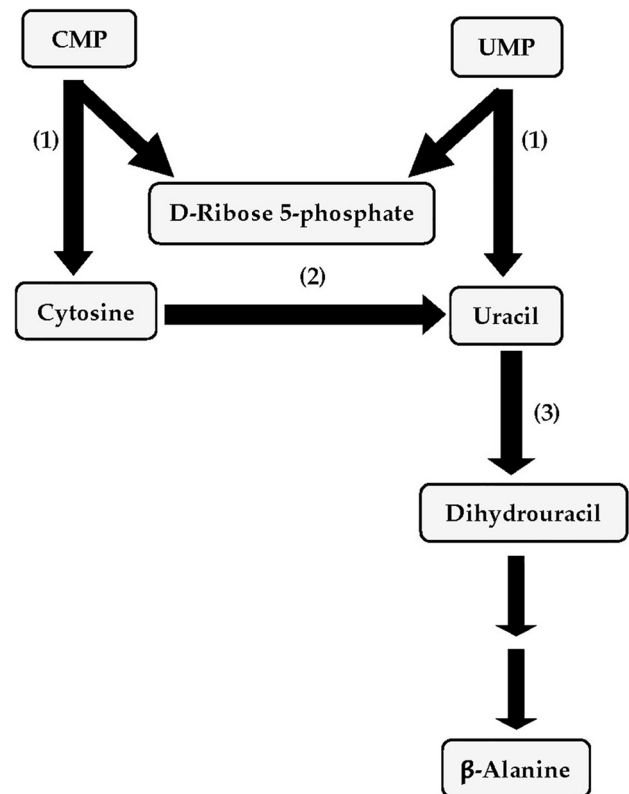 CMP
UMP
(1)
(1)
D-Ribose 5-phosphate
(2)
Cytosine
Uracil
(3)
Dihydrouracil
β-Alanine